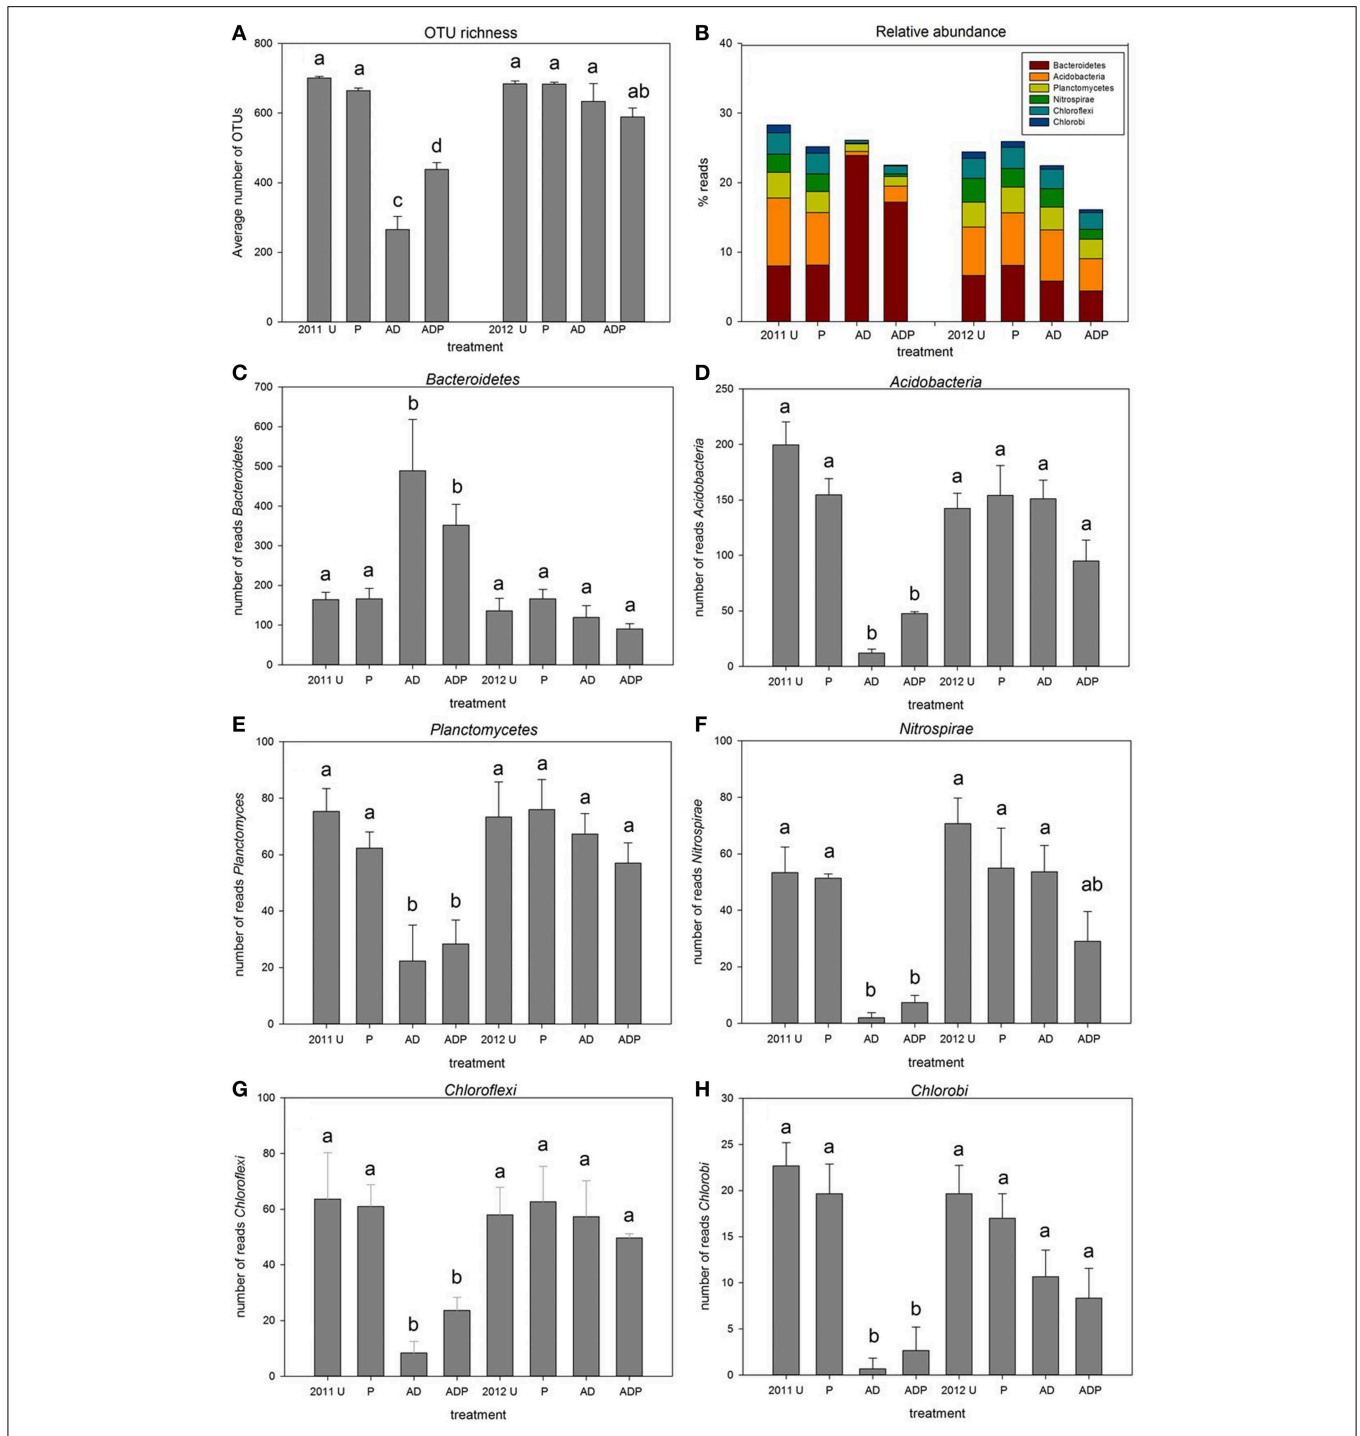 A
OTU richness
800
600
400
200
0
Average number of OTUs
a
a
c
d
a
a
a
ab
2011 U P AD ADP 2012 U P AD ADP
treatment
B
Relative abundance
40
30
20
10
0
% reads
Bacteroidetes
Acidobacteria
Planctomycetes
Nitrospirae
Chloroflexi
Chlorobi
2011 U P AD ADP 2012 U P AD ADP
treatment
C
Bacteroidetes
700
600
500
400
300
200
100
0
number of reads Bacteroidetes
a
a
b
b
a
a
a
a
2011 U P AD ADP 2012 U P AD ADP
treatment
D
Acidobacteria
250
200
150
100
50
0
number of reads Acidobacteria
a
a
b
b
a
a
a
a
2011 U P AD ADP 2012 U P AD ADP
treatment
E
Planctomycetes
100
80
60
40
20
0
number of reads Planctomyces
a
a
b
b
a
a
a
a
2011 U P AD ADP 2012 U P AD ADP
treatment
F
Nitrospirae
100
80
60
40
20
0
number of reads Nitrospirae
a
a
b
b
a
a
a
ab
2011 U P AD ADP 2012 U P AD ADP
treatment
G
Chloroflexi
100
80
60
40
20
0
number of reads Chloroflexi
a
a
b
b
a
a
a
a
2011 U P AD ADP 2012 U P AD ADP
treatment
H
Chlorobi
30
25
20
15
10
5
0
number of reads Chlorobi
a
a
b
b
a
a
a
a
2011 U P AD ADP 2012 U P AD ADP
treatment